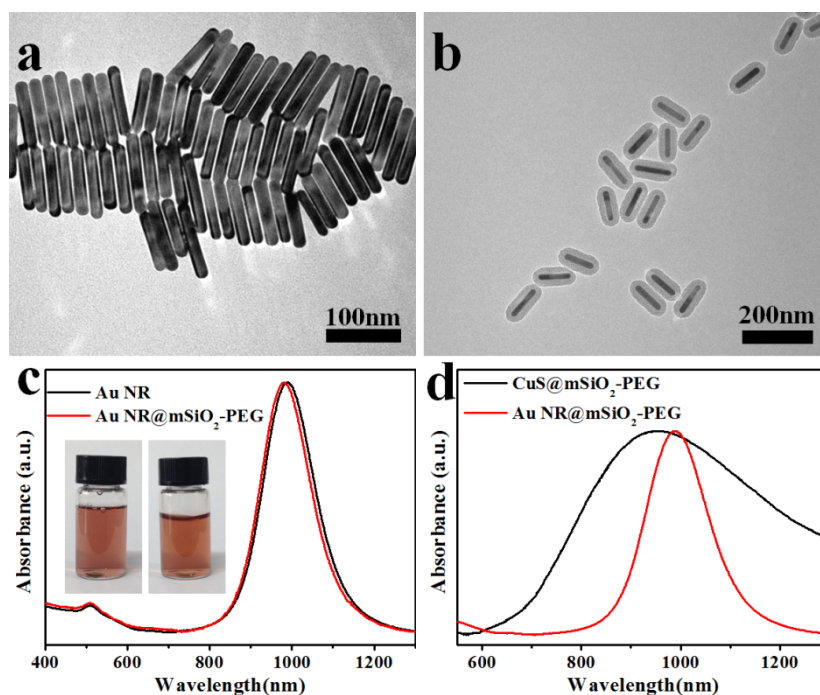 a
100nm
b
200nm
c
Au NR
Au NR@mSiO₂-PEG
Absorbance (a.u.)
400
600
800
1000
1200
Wavelength(nm)
d
CuS@mSiO₂-PEG
Au NR@mSiO₂-PEG
Absorbance (a.u.)
600
800
1000
1200
Wavelength(nm)